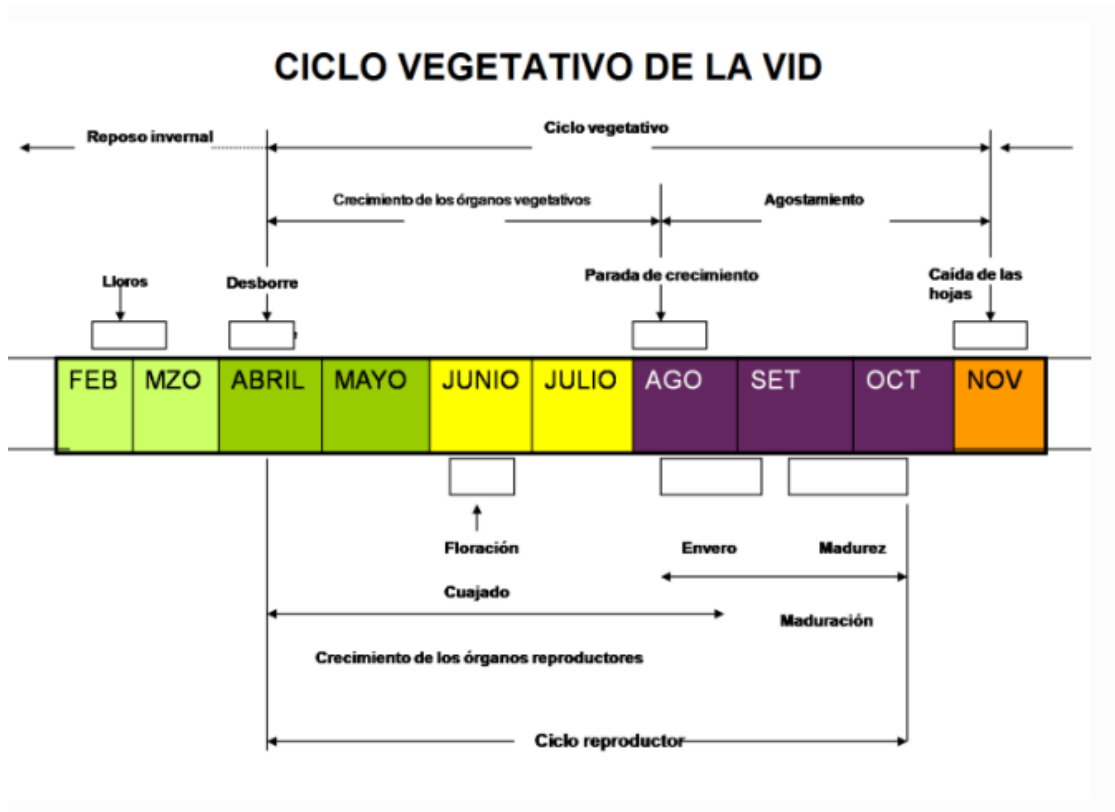 CICLO VEGETATIVO DE LA VID
Reposo invernal
Ciclo vegetativo
Crecimiento de los órganos vegetativos
Agostamiento
Lloros
Desborre
Parada de crecimiento
Caída de las
hojas
FEB MZO ABRIL MAYO JUNIO JULIO AGO SET OCT NOV
Floración
Envero
Madurez
Cuajado
Maduración
Crecimiento de los órganos reproductores
Ciclo reproductor